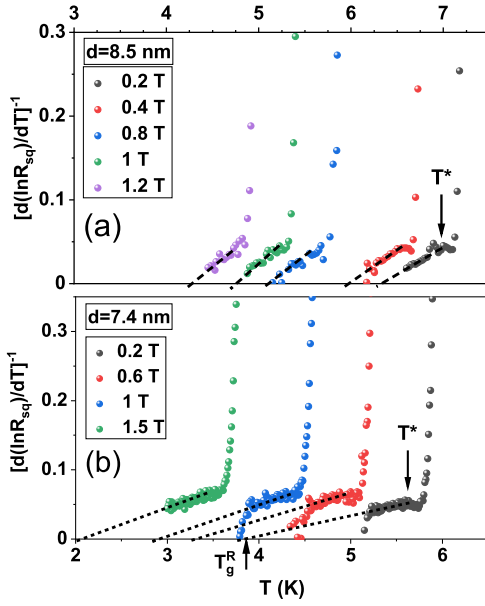 3 4 5 6 7
0.3
d=8.5 nm
0.2 T
0.4 T
0.8 T
1 T
1.2 T
0.2
0.1
0
[d(lnR_sq)/dT]^-1
T*
(a)
d=7.4 nm
0.2 T
0.6 T
1 T
1.5 T
0.3
0.2
0.1
0
[d(lnR_sq)/dT]^-1
T*
(b)
2 3 4 5 6
T_g^R
T (K)